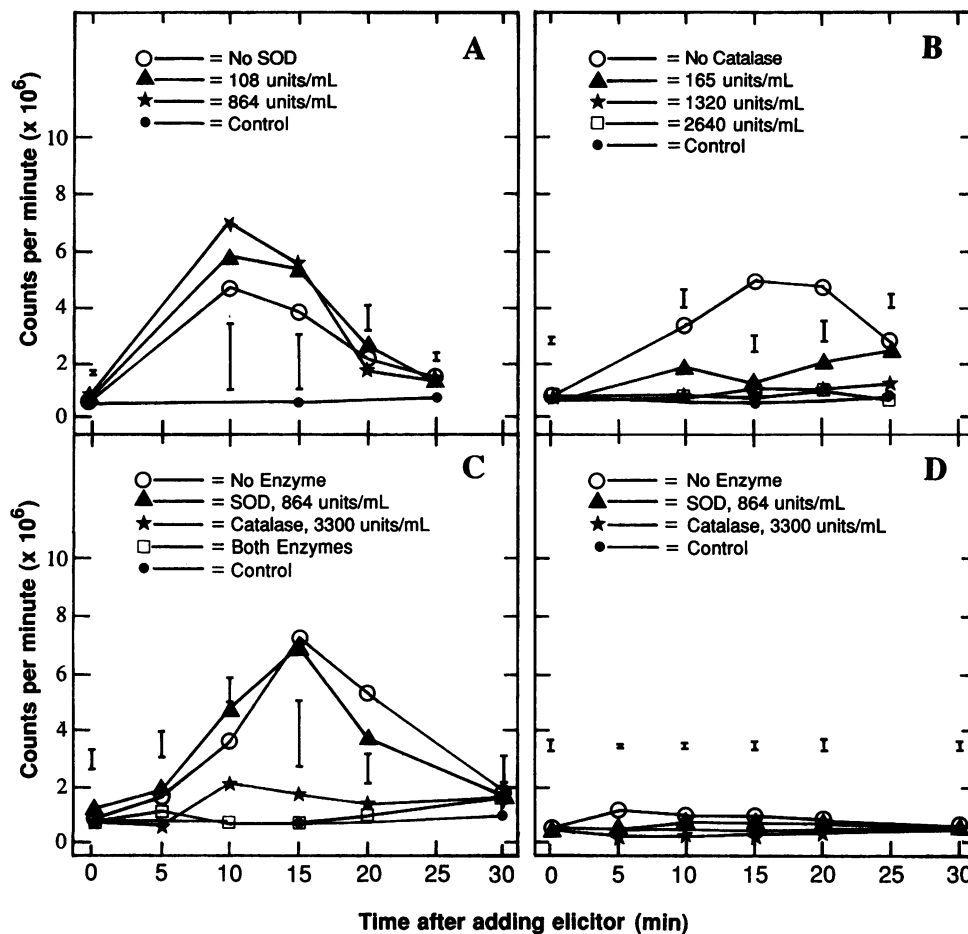 A
= No SOD
= 108 units/mL
= 864 units/mL
= Control
B
= No Catalase
= 165 units/mL
= 1320 units/mL
= 2640 units/mL
= Control
Counts per minute (x 10⁶)
10
8
6
4
2
0
C
= No Enzyme
= SOD, 864 units/mL
= Catalase, 3300 units/mL
= Both Enzymes
= Control
D
= No Enzyme
= SOD, 864 units/mL
= Catalase, 3300 units/mL
= Control
Counts per minute (x 10⁶)
10
8
6
4
2
0
0 5 10 15 20 25 30 0 5 10 15 20 25 30
Time after adding elicitor (min)